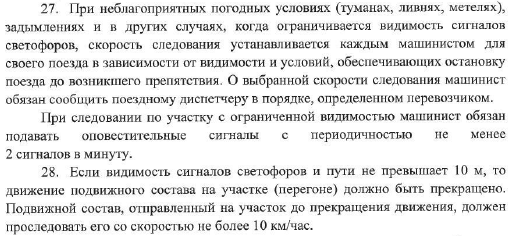 27. При неблагоприятных погодных условиях (туманах, ливнях, метелях),
задымлениях и в других случаях, когда ограничивается видимость сигналов
светофоров, скорость следования устанавливается каждым машинистом для
своего поезда в зависимости от видимости и условий, обеспечивающих остановку
поезда до возникшего препятствия. О выбранной скорости следования машинист
обязан сообщить поездному диспетчеру в порядке, определенном перевозчиком.
При следовании по участку с ограниченной видимостью машинист обязан
подавать оповестительные сигналы с периодичностью не менее
2 сигналов в минуту.
28. Если видимость сигналов светофоров и пути не превышает 10 м, то
движение подвижного состава на участке (перегоне) должно быть прекращено.
Подвижной состав, отправленный на участок до прекращения движения, должен
проследовать его со скоростью не более 10 км/час.